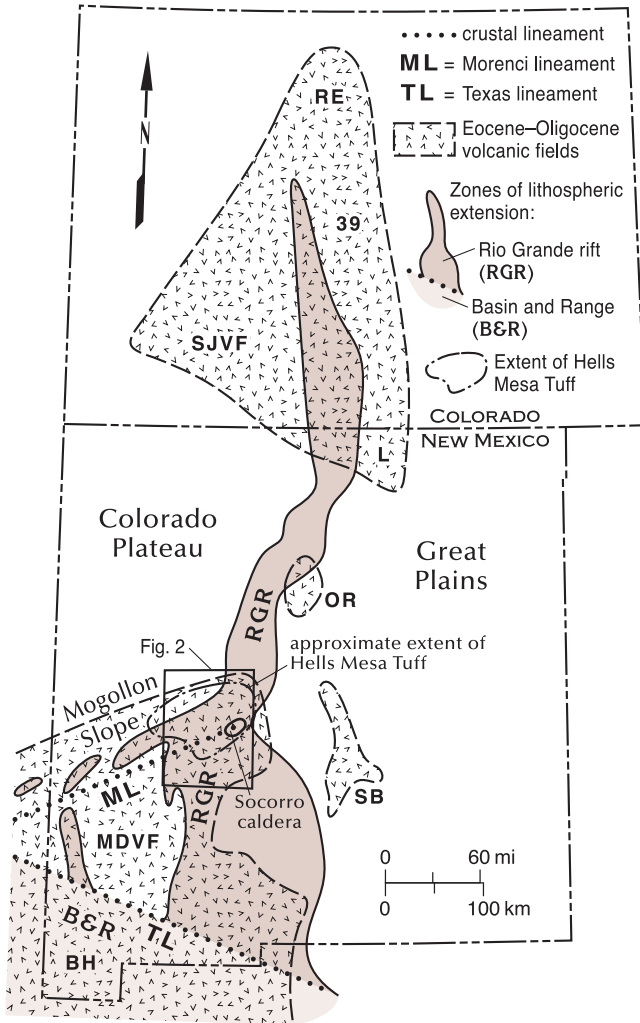 crustal lineament
ML = Morenci lineament
TL = Texas lineament
Eocene–Oligocene
volcanic fields
Zones of lithospheric
extension:
Rio Grande rift
(RGR)
Basin and Range
(B&R)
Extent of Hells
Mesa Tuff
N
RE
39
SJVF
L
COLORADO
NEW MEXICO
Colorado
Plateau
Great
Plains
OR
RGR
Fig. 2
approximate extent of
Hells Mesa Tuff
Mogollon
Slope
ML
RGR
Socorro
caldera
SB
MDVF
0 60 mi
0 100 km
B&R
TL
BH